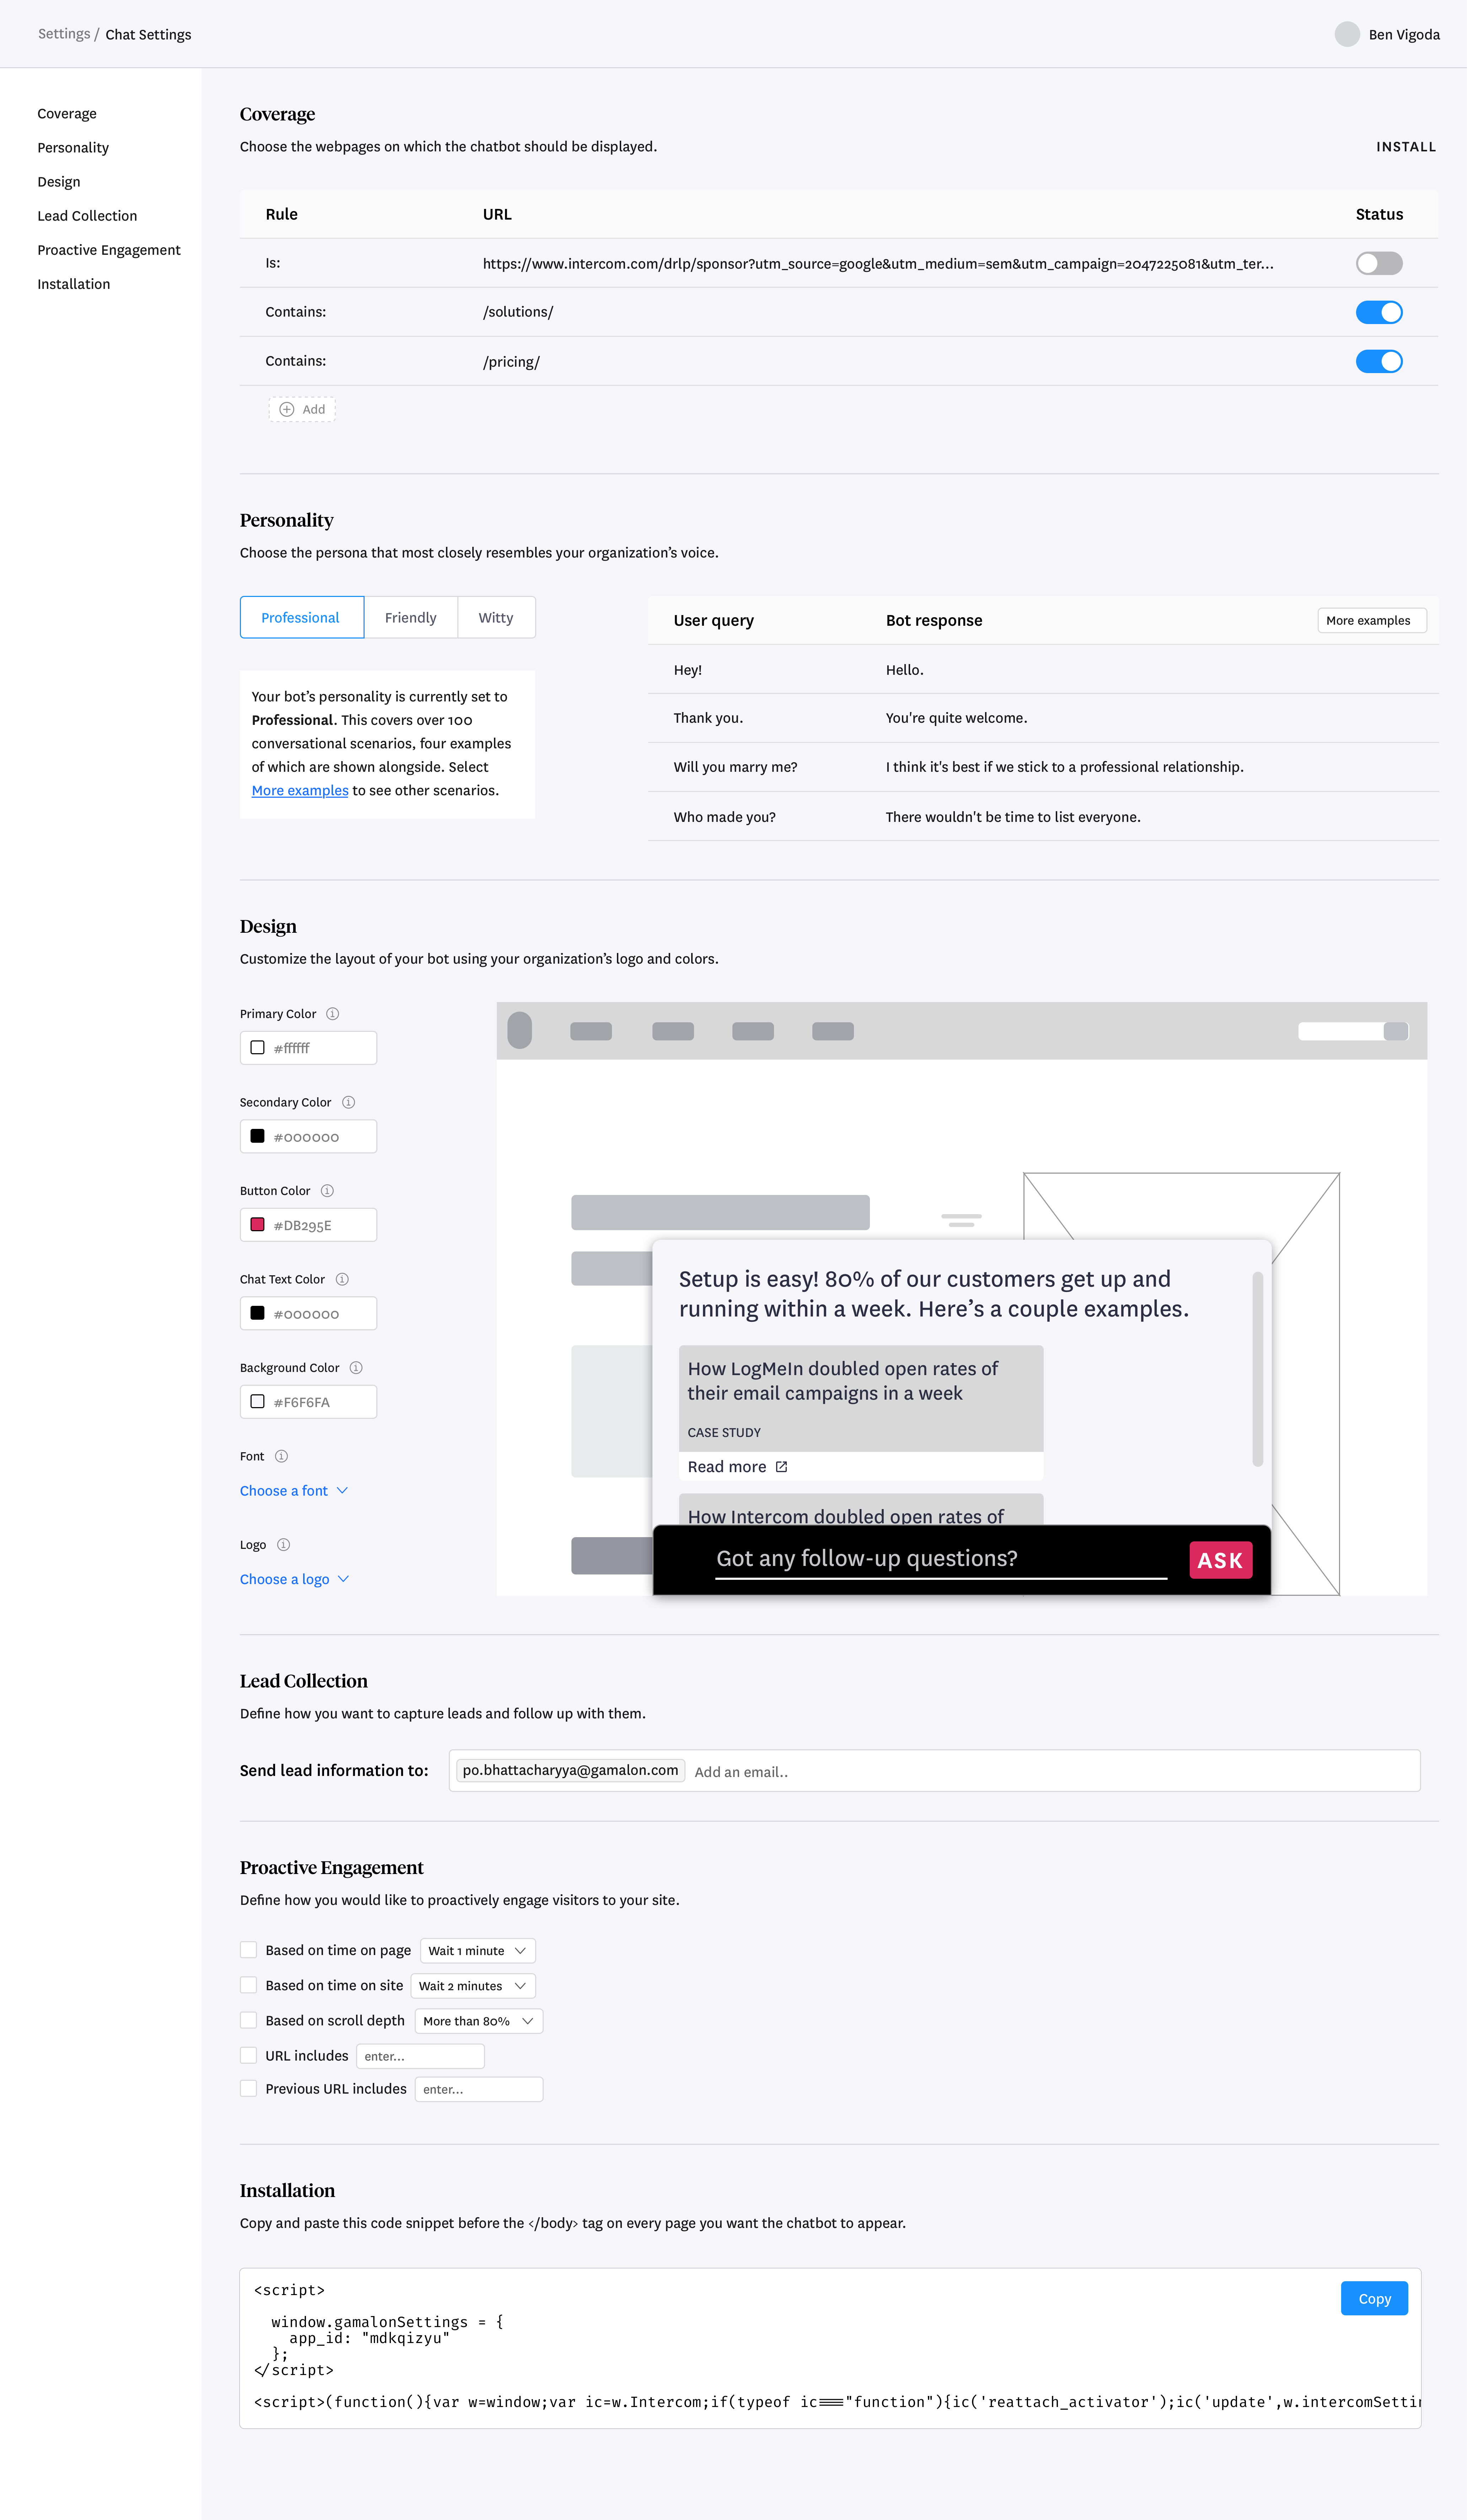 Settings / Chat Settings
Ben Vigoda
Coverage
Personality
Design
Lead Collection
Proactive Engagement
Installation
Coverage
Choose the webpages on which the chatbot should be displayed.
INSTALL
Rule URL Status
Is: https://www.intercom.com/drlp/sponsor?utm_source=google&utm_medium=sem&utm_campaign=2047225081&utm_ter...
Contains: /solutions/
Contains: /pricing/
Add
Personality
Choose the persona that most closely resembles your organization’s voice.
Professional Friendly Witty
Your bot’s personality is currently set to
Professional. This covers over 100
conversational scenarios, four examples
of which are shown alongside. Select
More examples to see other scenarios.
User query Bot response More examples
Hey! Hello.
Thank you. You're quite welcome.
Will you marry me? I think it's best if we stick to a professional relationship.
Who made you? There wouldn't be time to list everyone.
Design
Customize the layout of your bot using your organization’s logo and colors.
Primary Color
#ffffff
Secondary Color
#000000
Button Color
#DB295E
Chat Text Color
#000000
Background Color
#F6F6FA
Font
Choose a font
Logo
Choose a logo
Setup is easy! 80% of our customers get up and
running within a week. Here’s a couple examples.
How LogMeIn doubled open rates of
their email campaigns in a week
CASE STUDY
Read more
How Intercom doubled open rates of
Got any follow-up questions?
ASK
Lead Collection
Define how you want to capture leads and follow up with them.
Send lead information to: po.bhattacharyya@gamalon.com Add an email..
Proactive Engagement
Define how you would like to proactively engage visitors to your site.
Based on time on page Wait 1 minute
Based on time on site Wait 2 minutes
Based on scroll depth More than 80%
URL includes enter...
Previous URL includes enter...
Installation
Copy and paste this code snippet before the </body> tag on every page you want the chatbot to appear.
Copy
<script>
window.gamalonSettings = {
app_id: "mdkqizyu"
};
</script>
<script>(function(){var w=window;var ic=w.Intercom;if(typeof ic==="function"){ic('reattach_activator');ic('update',w.intercomSettin